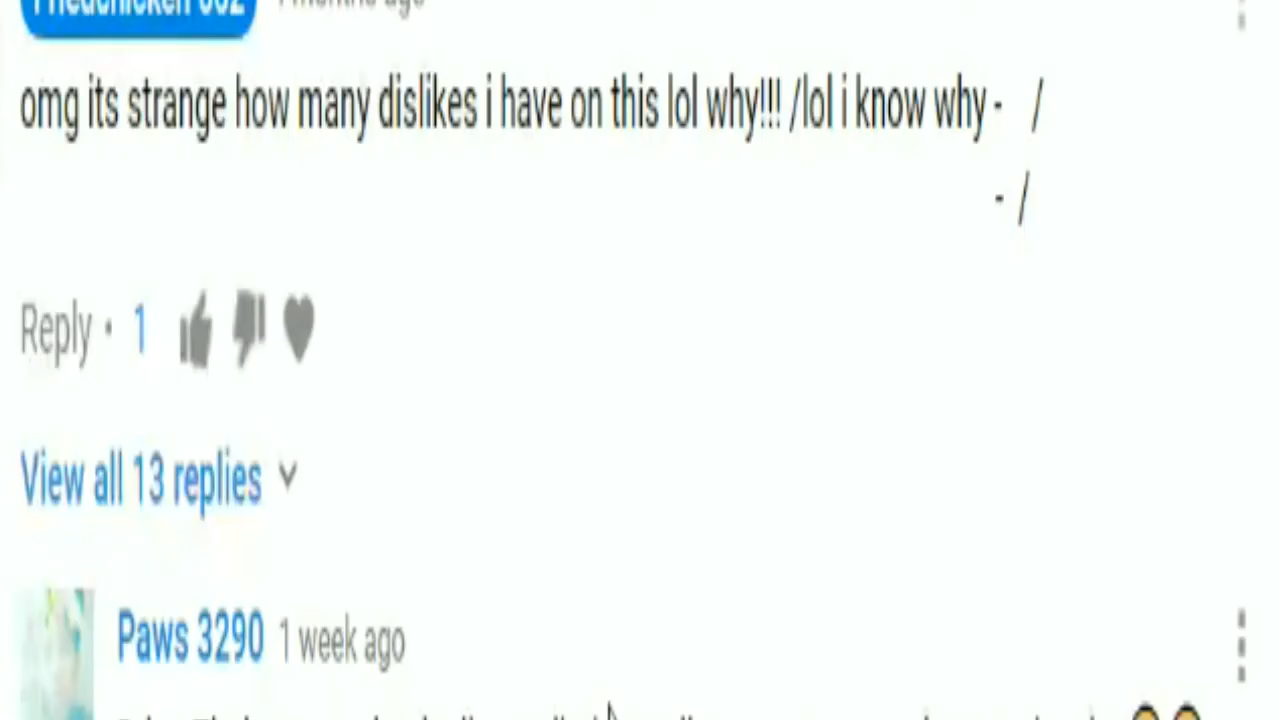 omg its strange how many dislikes i have on this lol why!!! /lol i know why - /
- /
Reply · 1
View all 13 replies
Paws 3290 1 week ago